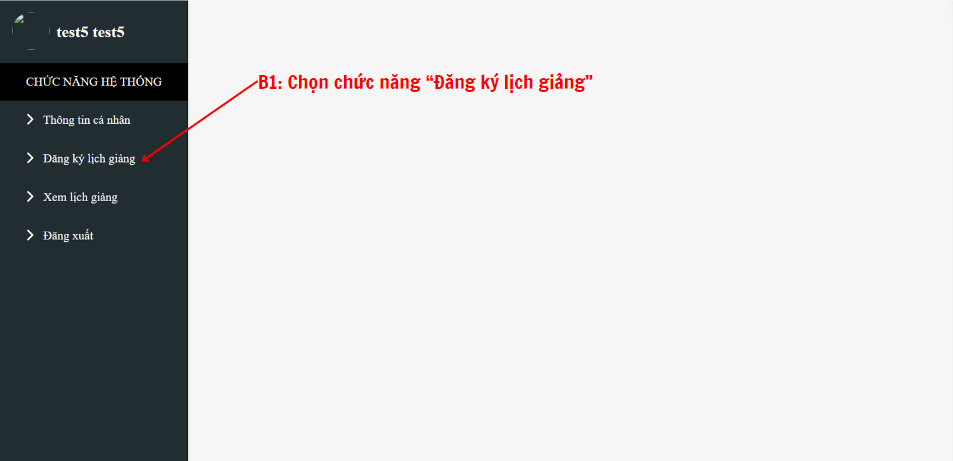 test5 test5
CHỨC NĂNG HỆ THỐNG
B1: Chọn chức năng “Đăng ký lịch giảng”
Thông tin cá nhân
Đăng ký lịch giảng
Xem lịch giảng
Đăng xuất